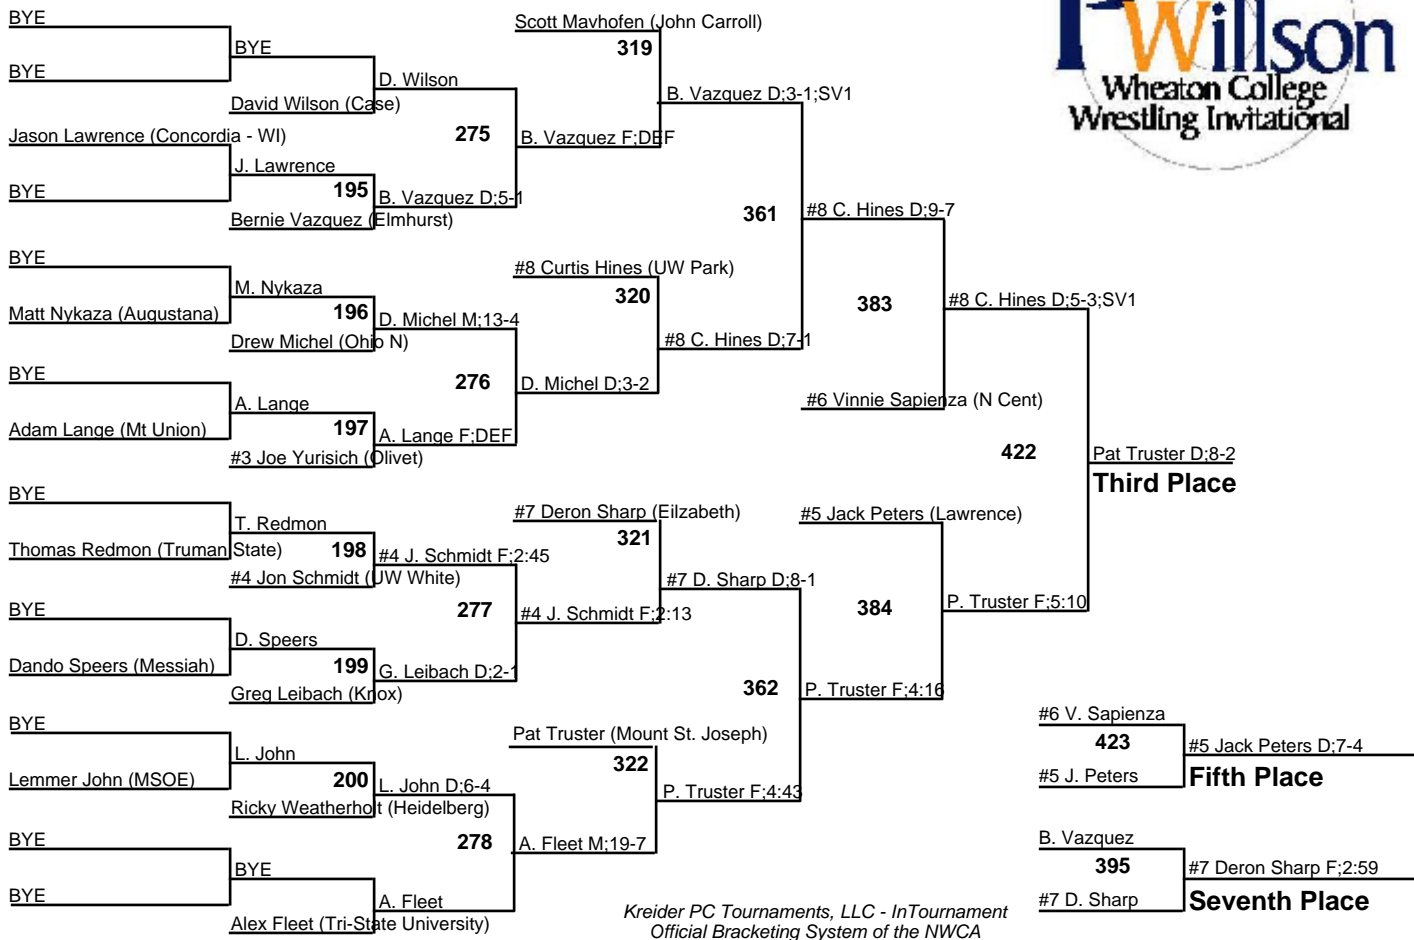 Willson
Wheaton College
Wrestling Invitational
BYE
BYE
BYE
David Wilson (Case)
D. Wilson
Jason Lawrence (Concordia - WI)
BYE
J. Lawrence
195
Bernie Vazquez (Elmhurst)
B. Vazquez D;5-1
275
B. Vazquez F;DEF
Scott Mayhofen (John Carroll)
319
B. Vazquez D;3-1;SV1
BYE
Matt Nykaza (Augustana)
M. Nykaza
196
Drew Michel (Ohio N)
D. Michel M;13-4
BYE
Adam Lange (Mt Union)
A. Lange
197
#3 Joe Yurisich (Olivet)
A. Lange F;DEF
276
D. Michel D;3-2
#8 Curtis Hines (UW Park)
320
#8 C. Hines D;7-1
361
#8 C. Hines D;9-7
383
#6 Vinnie Sapienza (N Cent)
#8 C. Hines D;5-3;SV1
BYE
Thomas Redmon (Truman State)
T. Redmon
198
#4 Jon Schmidt (UW White)
#4 J. Schmidt F;2:45
BYE
Dando Speers (Messiah)
D. Speers
199
Greg Leibach (Knox)
G. Leibach D;2-1
277
#4 J. Schmidt F;2:13
#7 Deron Sharp (Eilzabeth)
321
#7 D. Sharp D;8-1
BYE
Lemmer John (MSOE)
L. John
200
Ricky Weatherholt (Heidelberg)
L. John D;6-4
BYE
BYE
BYE
Alex Fleet (Tri-State University)
A. Fleet
278
A. Fleet M;19-7
Pat Truster (Mount St. Joseph)
322
P. Truster F;4:43
362
P. Truster F;4:16
#5 Jack Peters (Lawrence)
384
P. Truster F;5:10
422
Pat Truster D;8-2
Third Place
#6 V. Sapienza
423
#5 J. Peters
#5 Jack Peters D;7-4
Fifth Place
B. Vazquez
395
#7 D. Sharp
#7 Deron Sharp F;2:59
Seventh Place
Kreider PC Tournaments, LLC - InTournament
Official Bracketing System of the NWCA